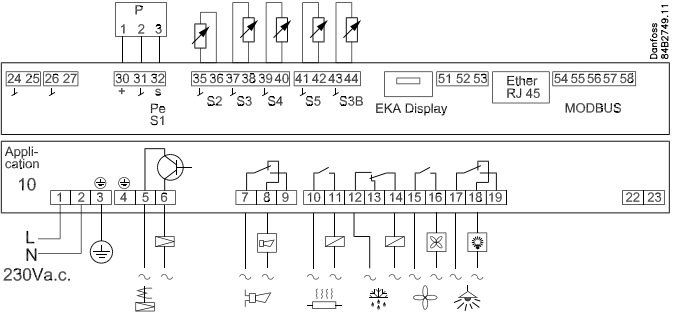 P
1 2 3
Danfoss
84B2749.11
24 25 26 27 30 31 32 35 36 37 38 39 40 41 42 43 44 51 52 53 54 55 56 57 58
+ s S2 S3 S4 S5 S3B
Pe
S1
EKA Display
Ether
RJ 45
MODBUS
Appli-
cation
10
1 2 3 4 5 6 7 8 9 10 11 12 13 14 15 16 17 18 19 22 23
L
N
230Va.c.